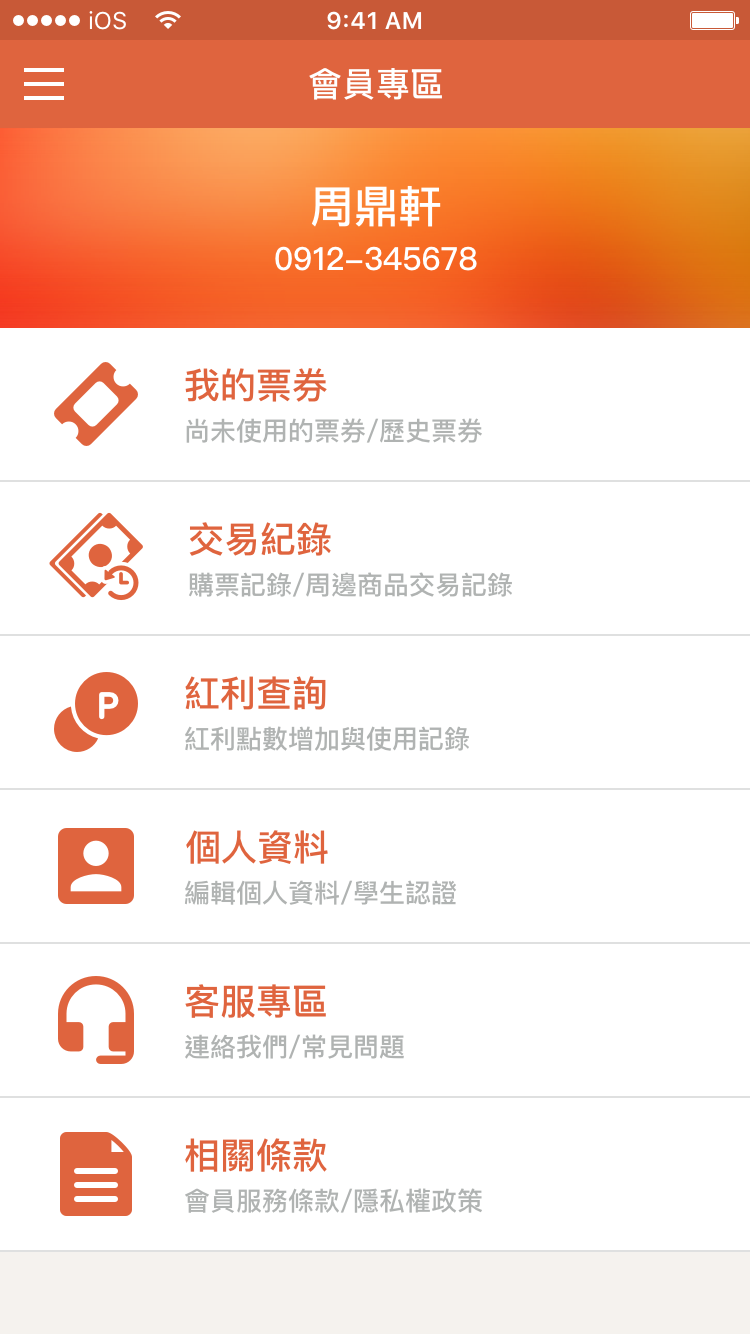 iOS
9:41 AM
會員專區
周鼎軒
0912–345678
我的票券
尚未使用的票券/歷史票券
交易紀錄
購票記錄/周邊商品交易記錄
紅利查詢
P
紅利點數增加與使用記錄
個人資料
編輯個人資料/學生認證
客服專區
連絡我們/常見問題
相關條款
會員服務條款/隱私權政策